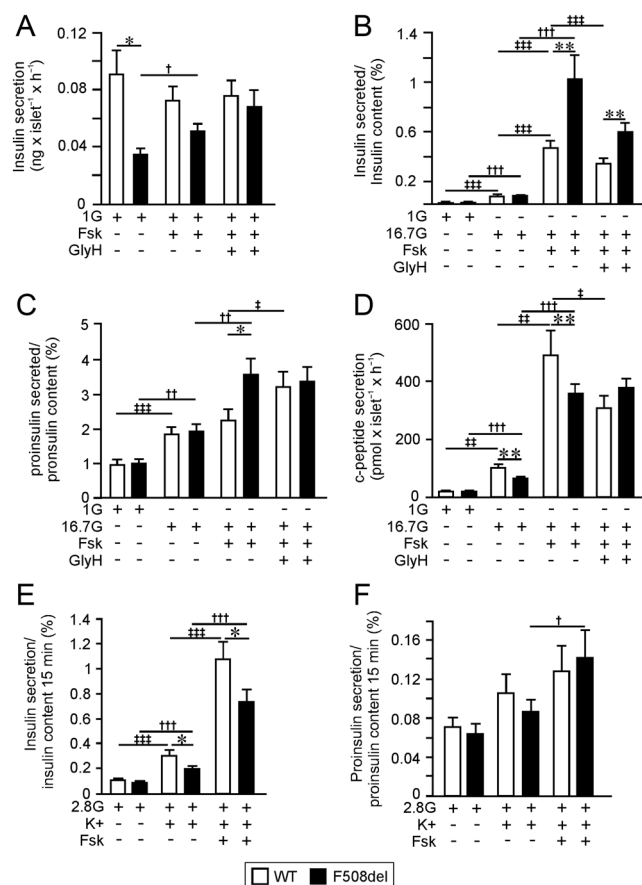 A
Insulin secretion
(ng x islet⁻¹ x h⁻¹)
0.12
0.08
0.04
0
*
†
1G + + + + + +
Fsk - - + + + +
GlyH - - - - + +
B
Insulin secreted/
Insulin content (%)
1.4
1
0.6
0.2
‡‡‡
†††
‡‡‡
**
‡‡‡
**
†††
‡‡‡
1G + + - - - - - -
16.7G - - + + + + + +
Fsk - - - - + + + +
GlyH - - - - - - + +
C
proinsulin secreted/
pronsulin content (%)
5
4
3
2
1
0
‡
††
*
††
‡‡‡
1G + + - - - - - -
16.7G - - + + + + + +
Fsk - - - - + + + +
GlyH - - - - - - + +
D
c-peptide secretion
(pmol x islet⁻¹ x h⁻¹)
600
400
200
0
‡
†††
‡‡
**
†††
‡‡
**
1G + + - - - - - -
16.7G - - + + + + + +
Fsk - - - - + + + +
GlyH - - - - - - + +
E
Insulin secretion/
insulin content 15 min (%)
1.4
1.2
1.0
0.8
0.4
0.2
0
†††
‡‡‡
*
†††
‡‡‡
*
2.8G + + + + + +
K+ - - + + + +
Fsk - - - - + +
F
Proinsulin secretion/
proinsulin content 15 min (%)
0.16
0.12
0.08
0.04
0.00
†
2.8G + + + + + +
K+ - - + + + +
Fsk - - - - + +
WT F508del